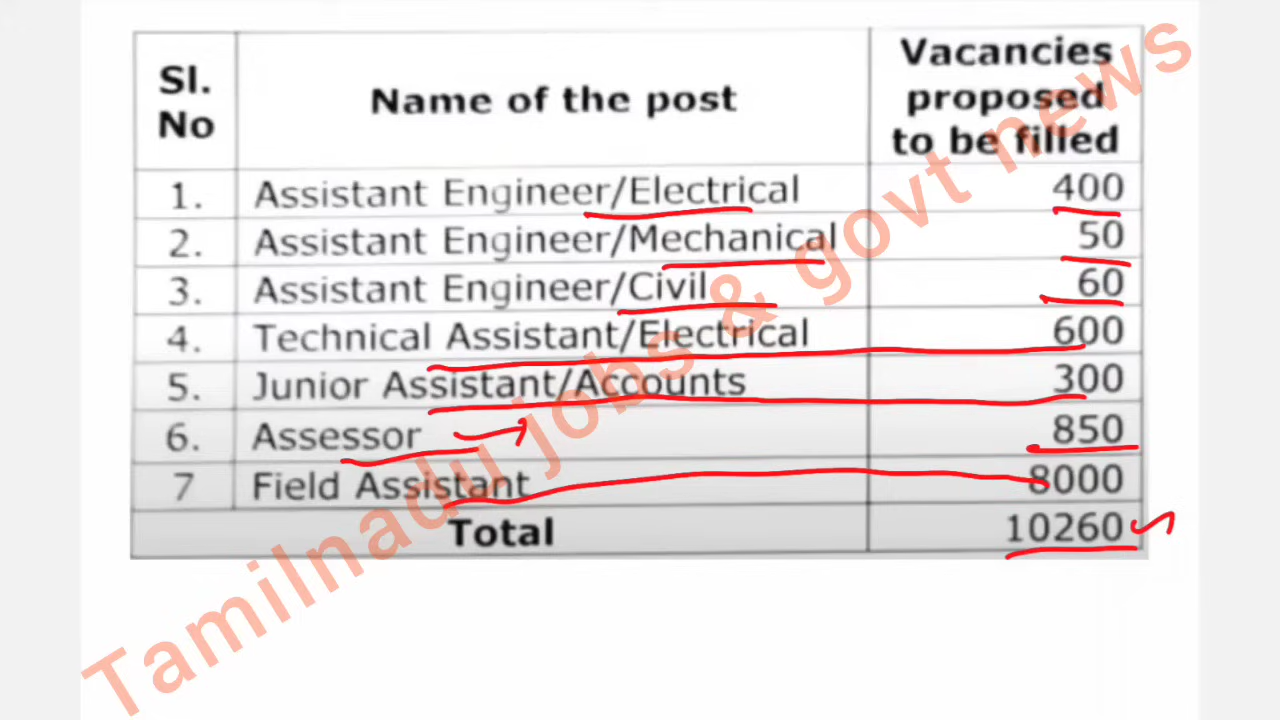 Sl. No Name of the post Vacancies proposed to be filled
1. Assistant Engineer/Electrical 400
2. Assistant Engineer/Mechanical 50
3. Assistant Engineer/Civil 60
4. Technical Assistant/Electrical 600
5. Junior Assistant/Accounts 300
6. Assessor 850
7 Field Assistant 8000
Total 10260
Tamilnadu jobs & govt news